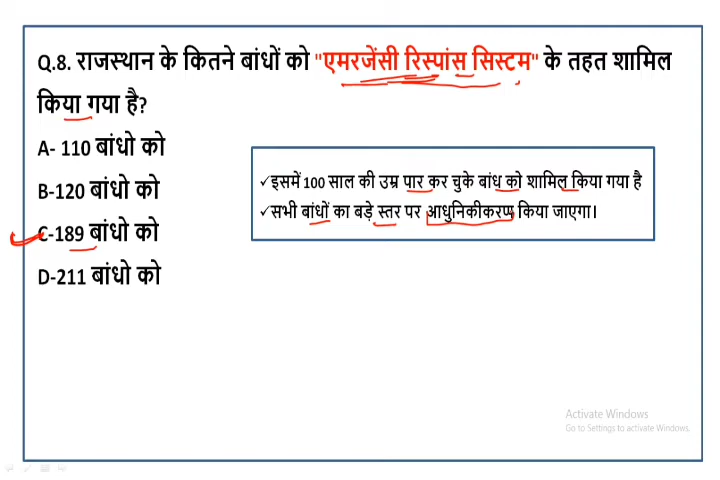 Q.8. राजस्थान के कितने बांधों को "एमरजेंसी रिस्पांस सिस्टम" के तहत शामिल
किया गया है?
A- 110 बांधो को
B-120 बांधो को
C-189 बांधो को
D-211 बांधो को
✓इसमें 100 साल की उम्र पार कर चुके बांध को शामिल किया गया है
✓सभी बांधों का बड़े स्तर पर आधुनिकीकरण किया जाएगा।
Activate Windows
Go to Settings to activate Windows.